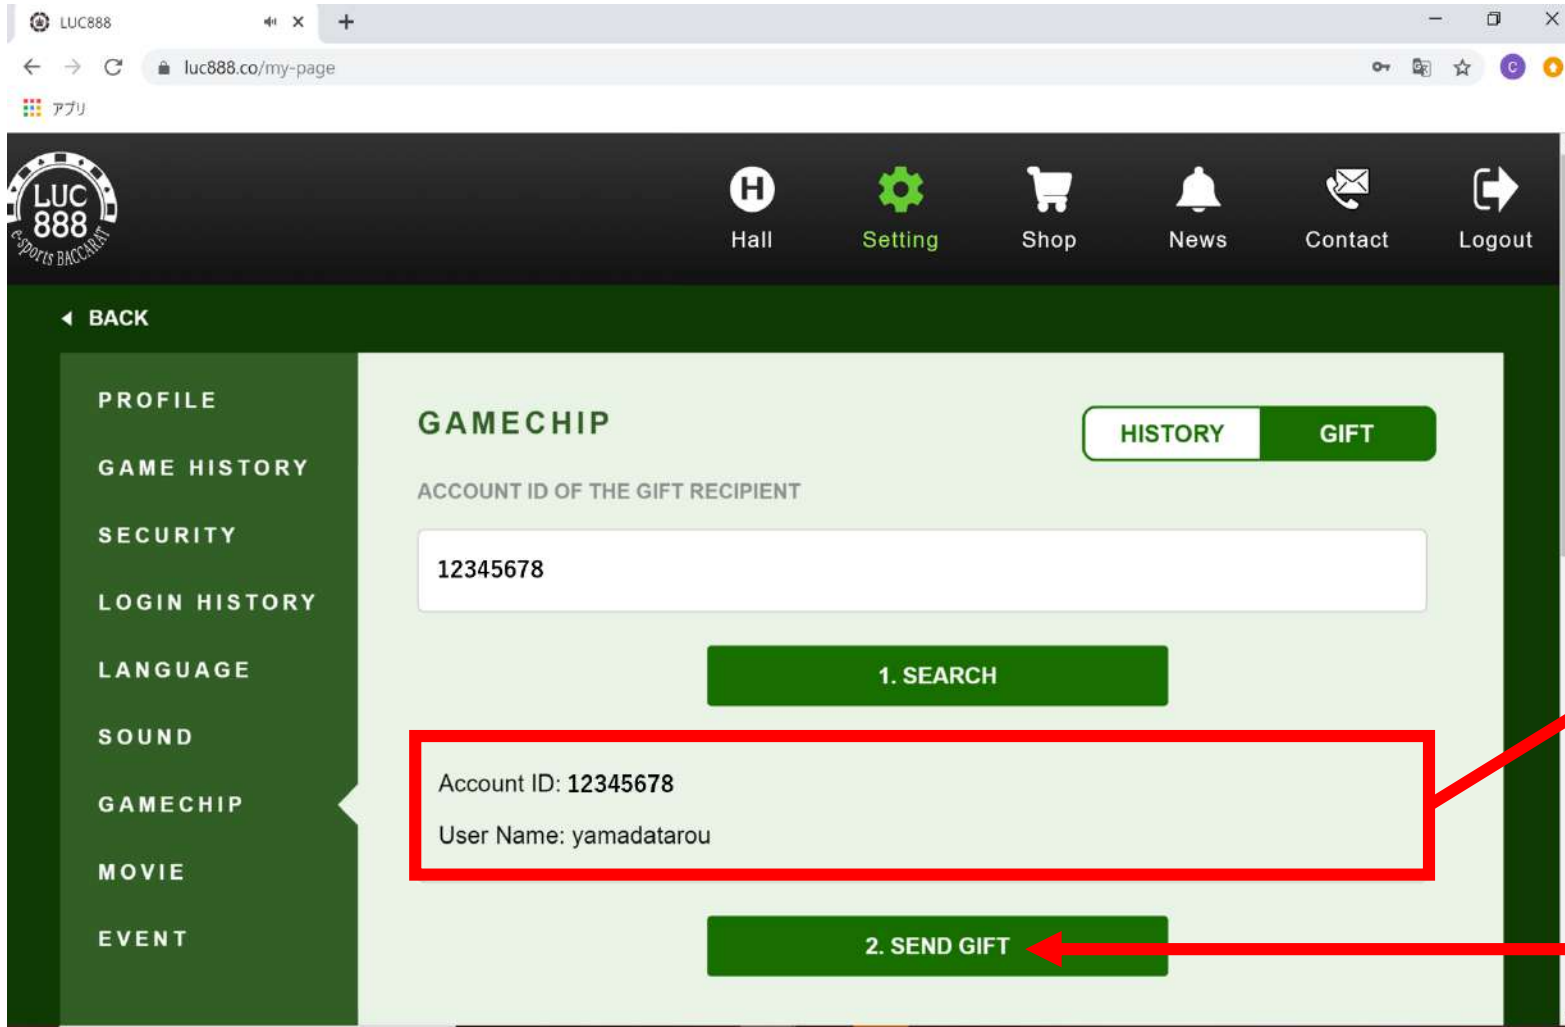 LUC888
luc888.co/my-page
アプリ
LUC
888
e-sports BACCARAT
H
Hall
Setting
Shop
News
Contact
Logout
BACK
PROFILE
GAME HISTORY
SECURITY
LOGIN HISTORY
LANGUAGE
SOUND
GAMECHIP
MOVIE
EVENT
GAMECHIP
HISTORY
GIFT
ACCOUNT ID OF THE GIFT RECIPIENT
12345678
1. SEARCH
Account ID: 12345678
User Name: yamadatarou
2. SEND GIFT